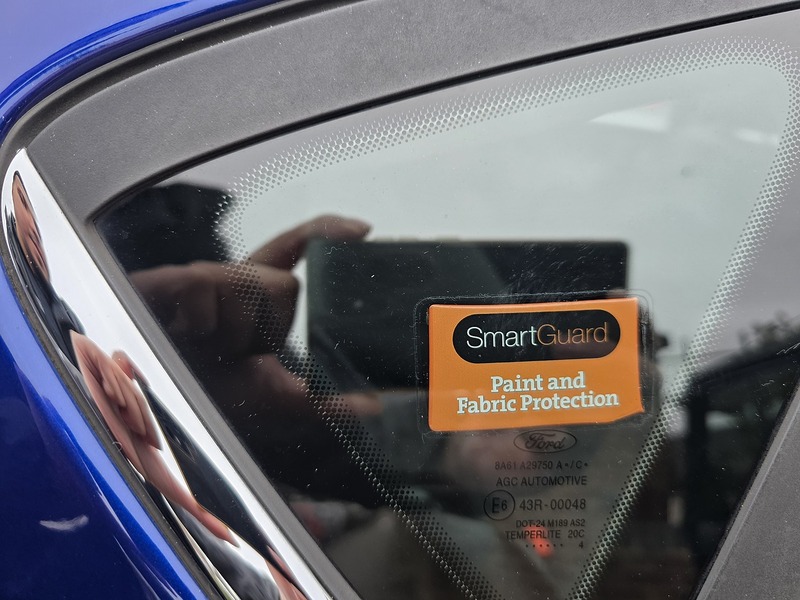 SmartGuard
Paint and
Fabric Protection
Ford
8A61 A29750 A•/C•
AGC AUTOMOTIVE
E6 43R-00048
DOT-24 M189 AS2
TEMPERLITE 20C
4